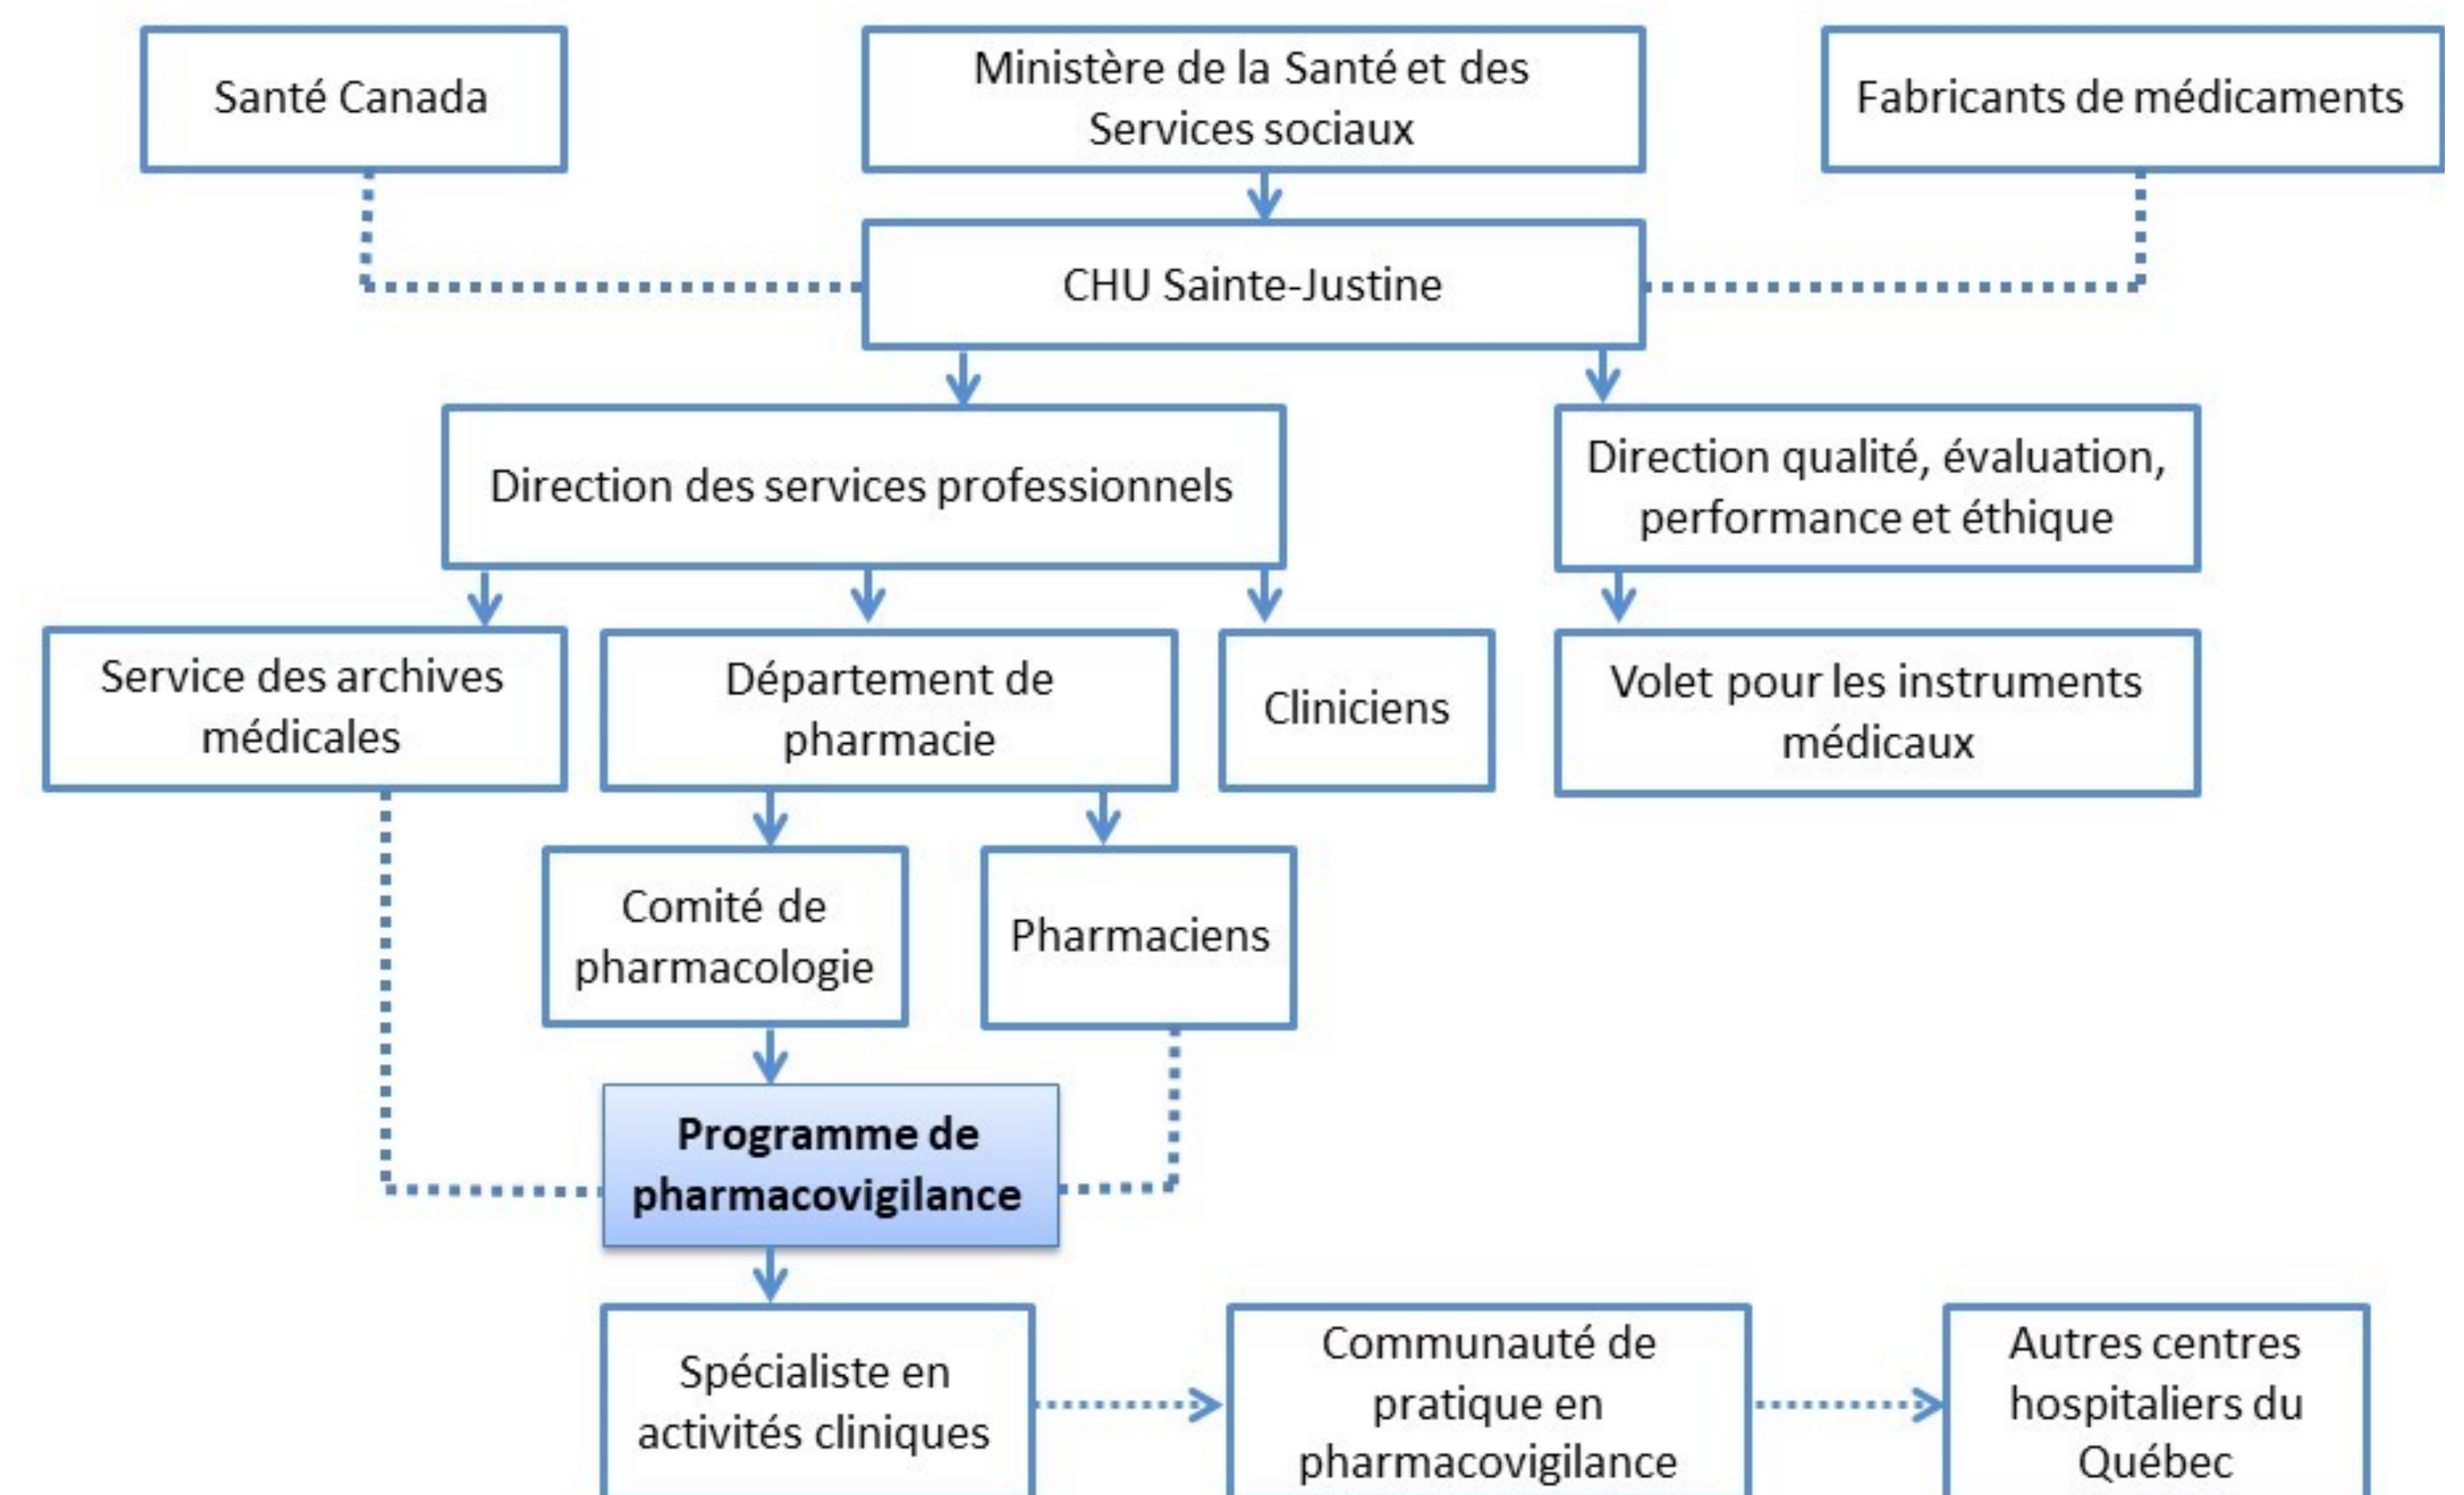 Santé Canada
Ministère de la Santé et des
Services sociaux
Fabricants de médicaments
CHU Sainte-Justine
Direction des services professionnels
Direction qualité, évaluation,
performance et éthique
Service des archives
médicales
Département de
pharmacie
Cliniciens
Volet pour les instruments
médicaux
Comité de
pharmacologie
Pharmaciens
Programme de
pharmacovigilance
Spécialiste en
activités cliniques
Communauté de
pratique en
pharmacovigilance
Autres centres
hospitaliers du
Québec